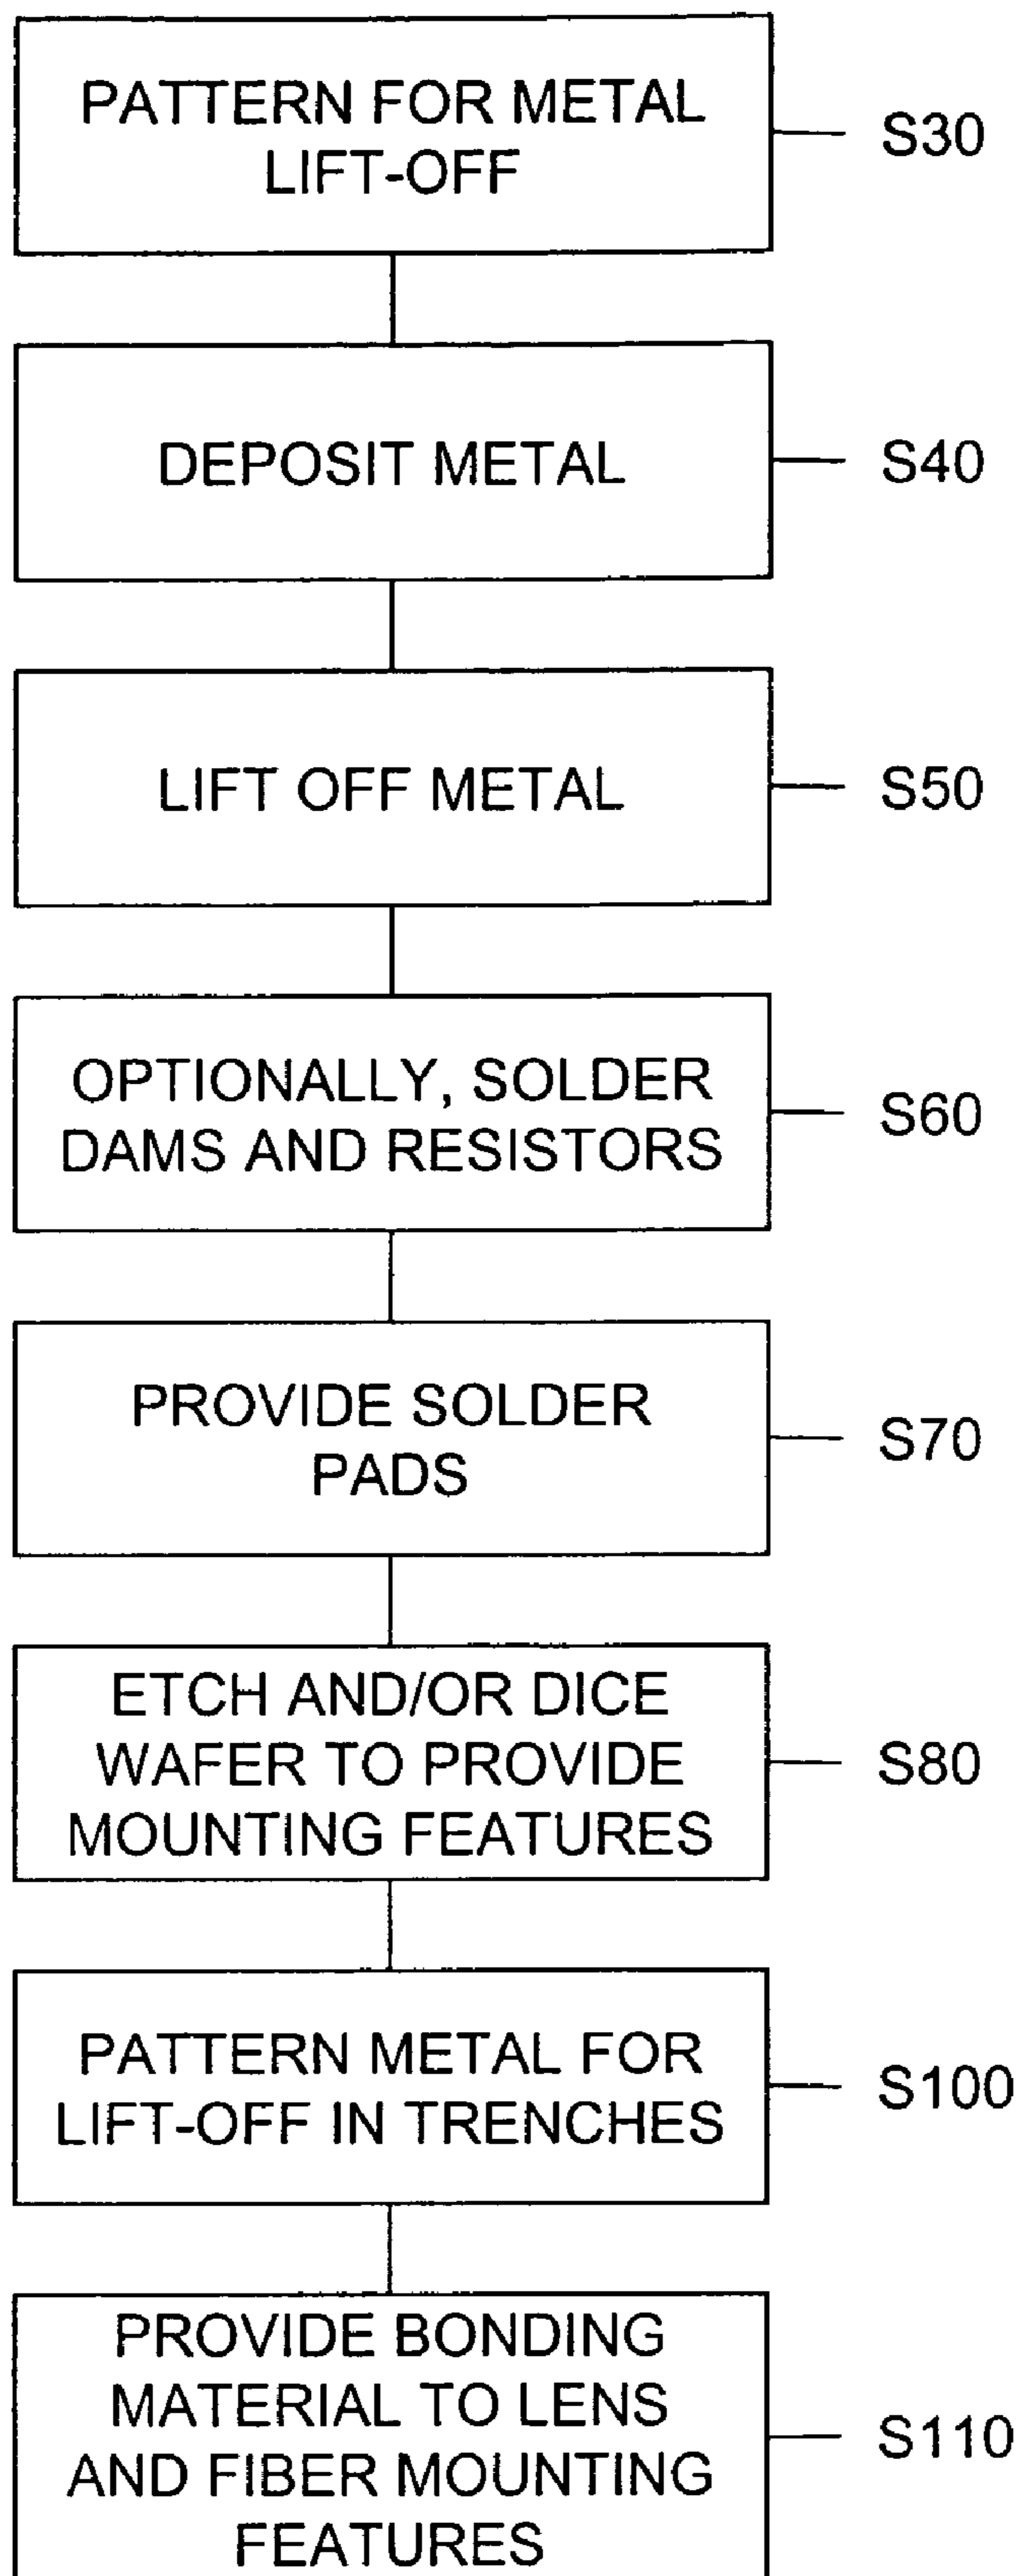 PATTERN FOR METAL
LIFT-OFF
S30
DEPOSIT METAL
S40
LIFT OFF METAL
S50
OPTIONALLY, SOLDER
DAMS AND RESISTORS
S60
PROVIDE SOLDER
PADS
S70
ETCH AND/OR DICE
WAFER TO PROVIDE
MOUNTING FEATURES
S80
PATTERN METAL FOR
LIFT-OFF IN TRENCHES
S100
PROVIDE BONDING
MATERIAL TO LENS
AND FIBER MOUNTING
FEATURES
S110